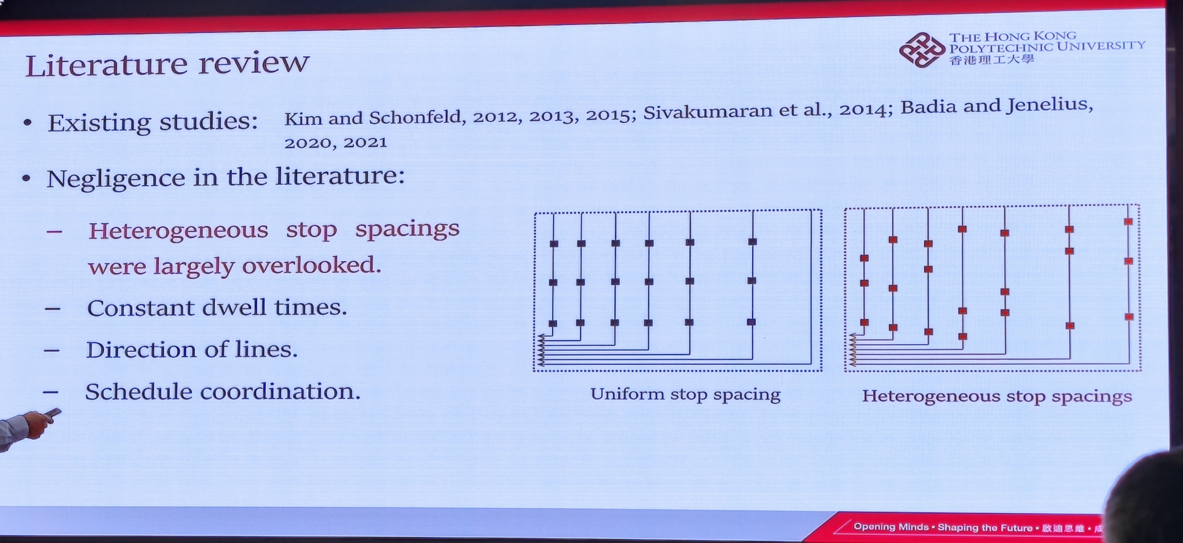 Literature review
THE HONG KONG
POLYTECHNIC UNIVERSITY
香港理工大學
• Existing studies: Kim and Schonfeld, 2012, 2013, 2015; Sivakumaran et al., 2014; Badia and Jenelius,
2020, 2021
• Negligence in the literature:
– Heterogeneous stop spacings
were largely overlooked.
– Constant dwell times.
– Direction of lines.
– Schedule coordination.
Uniform stop spacing
Heterogeneous stop spacings
Opening Minds • Shaping the Future • 啟迪思維 • 成